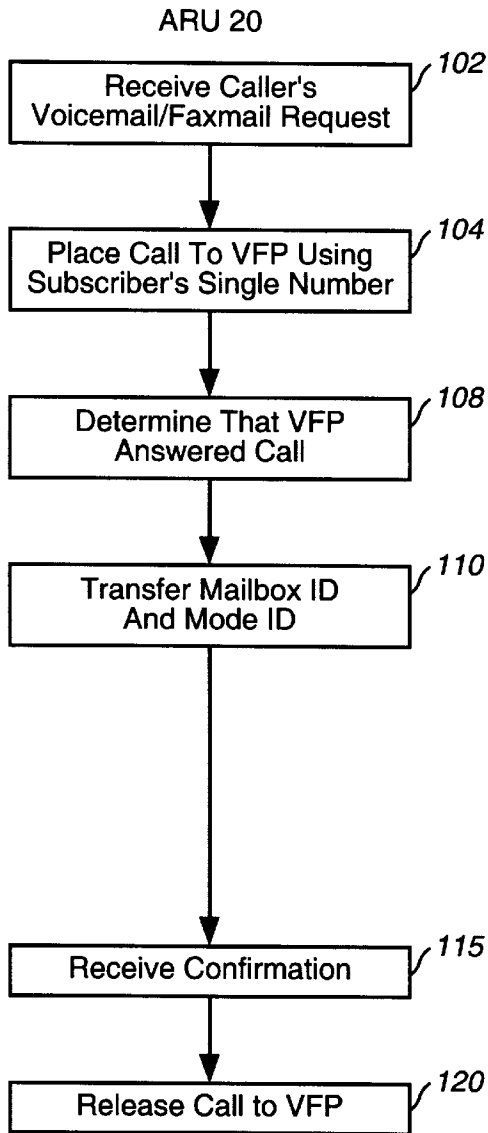 ARU 20
102
Receive Caller's
Voicemail/Faxmail Request
104
Place Call To VFP Using
Subscriber's Single Number
108
Determine That VFP
Answered Call
110
Transfer Mailbox ID
And Mode ID
115
Receive Confirmation
120
Release Call to VFP